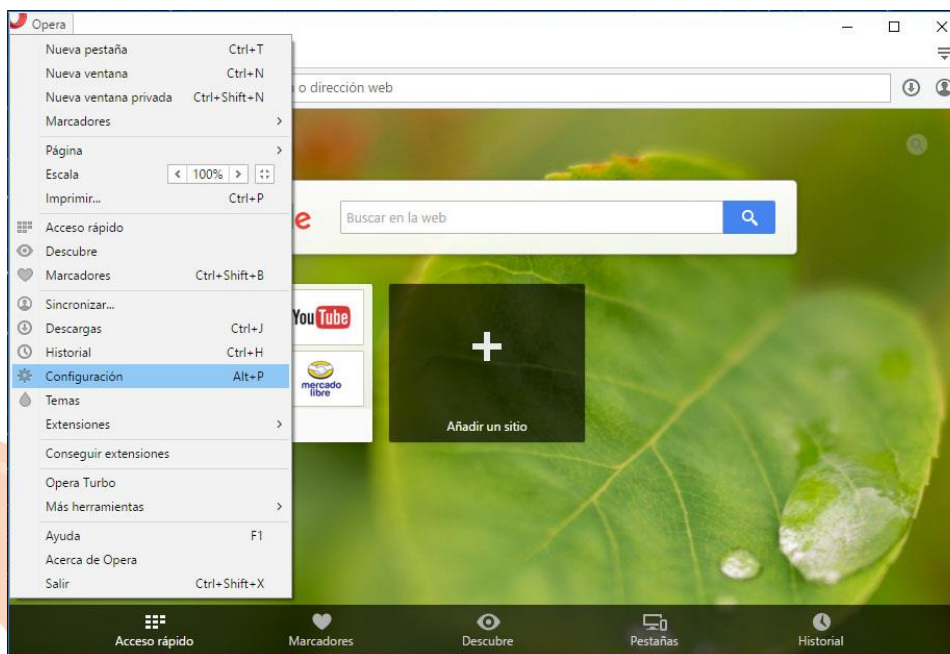 Opera
Nueva pestaña Ctrl+T
Nueva ventana Ctrl+N
Nueva ventana privada Ctrl+Shift+N
Marcadores
Página
Escala 100%
Imprimir... Ctrl+P
Acceso rápido
Descubre
Marcadores Ctrl+Shift+B
Sincronizar...
Descargas Ctrl+J
Historial Ctrl+H
Configuración Alt+P
Temas
Extensiones
Conseguir extensiones
Opera Turbo
Más herramientas
Ayuda F1
Acerca de Opera
Salir Ctrl+Shift+X
o dirección web
Buscar en la web
YouTube
mercado
libre
Añadir un sitio
Acceso rápido Marcadores Descubre Pestañas Historial